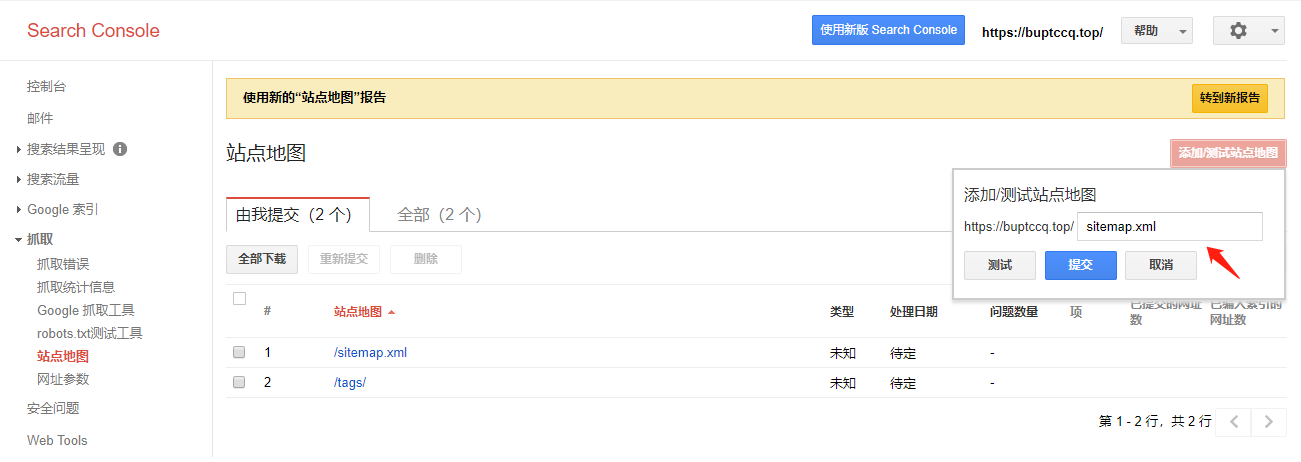 Search Console
使用新版 Search Console
https://buptccq.top/
帮助
控制台
邮件
搜索结果呈现
搜索流量
Google 索引
抓取
抓取错误
抓取统计信息
Google 抓取工具
robots.txt测试工具
站点地图
网址参数
安全问题
Web Tools
使用新的“站点地图”报告
转到新报告
站点地图
添加/测试站点地图
添加/测试站点地图
https://buptccq.top/ sitemap.xml
测试 提交 取消
由我提交（2 个） 全部（2 个）
全部下载 重新提交 删除
# 站点地图 类型 处理日期 问题数量 项 已提交的网址数 已编入索引的网址数
1 /sitemap.xml 未知 待定 -
2 /tags/ 未知 待定 -
第 1 - 2 行，共 2 行